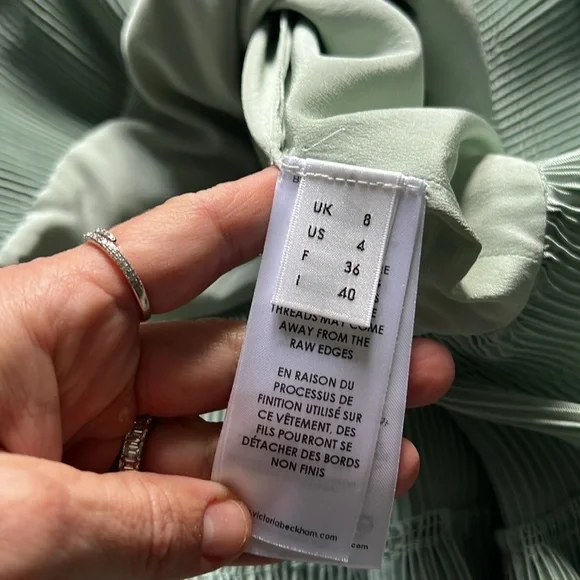 UK 8
US 4
F 36
I 40
THREADS MAY COME
AWAY FROM THE
RAW EDGES
EN RAISON DU
PROCESSUS DE
FINITION UTILISÉ SUR
CE VÊTEMENT, DES
FILS POURRONT SE
DÉTACHER DES BORDS
NON FINIS
victoriabeckham.com
.com